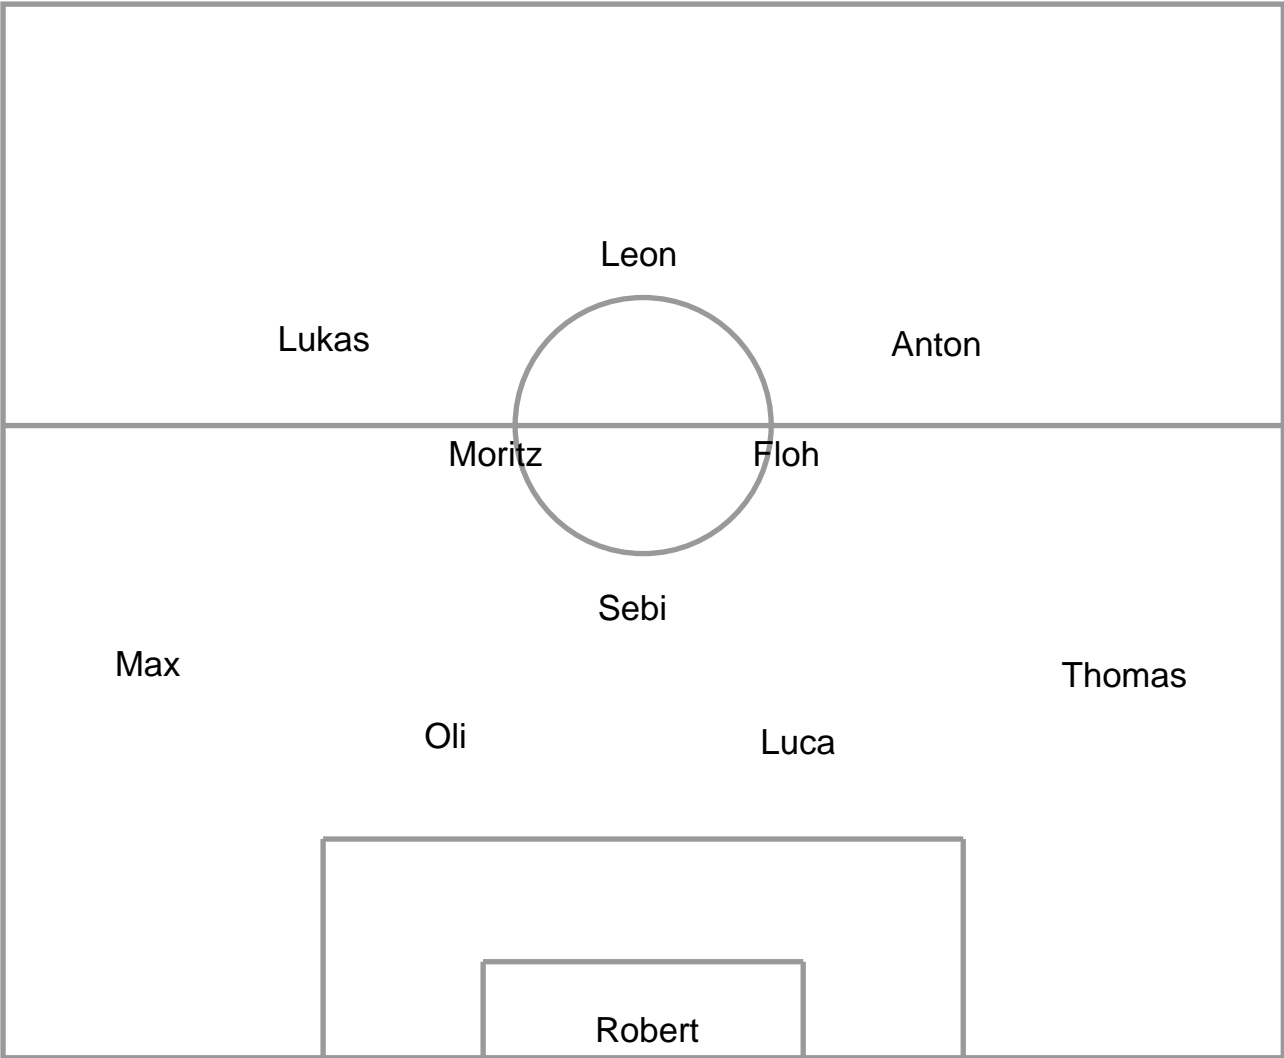 Leon
Lukas
Anton
Moritz
Floh
Sebi
Max
Thomas
Oli
Luca
Robert